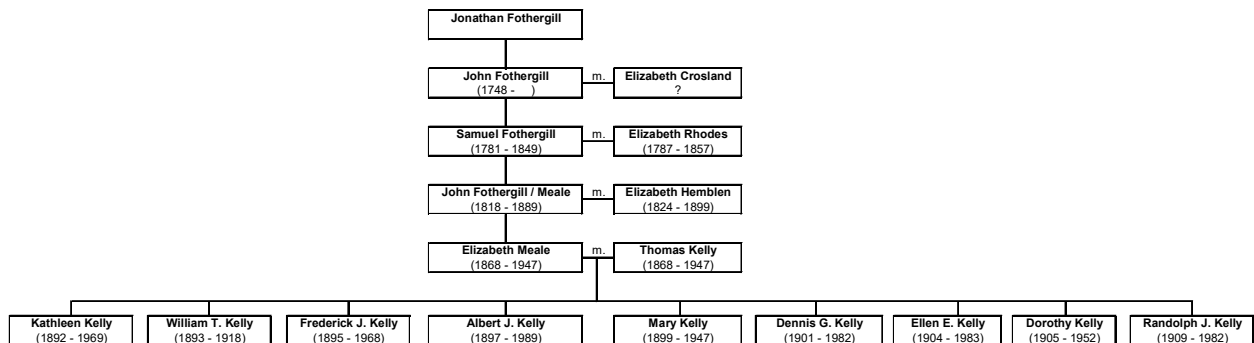 Jonathan Fothergill
John Fothergill
(1748 -    )
m.
Elizabeth Crosland
?
Samuel Fothergill
(1781 - 1849)
m.
Elizabeth Rhodes
(1787 - 1857)
John Fothergill / Meale
(1818 - 1889)
m.
Elizabeth Hemblen
(1824 - 1899)
Elizabeth Meale
(1868 - 1947)
m.
Thomas Kelly
(1868 - 1947)
Kathleen Kelly
(1892 - 1969)
William T. Kelly
(1893 - 1918)
Frederick J. Kelly
(1895 - 1968)
Albert J. Kelly
(1897 - 1989)
Mary Kelly
(1899 - 1947)
Dennis G. Kelly
(1901 - 1982)
Ellen E. Kelly
(1904 - 1983)
Dorothy Kelly
(1905 - 1952)
Randolph J. Kelly
(1909 - 1982)